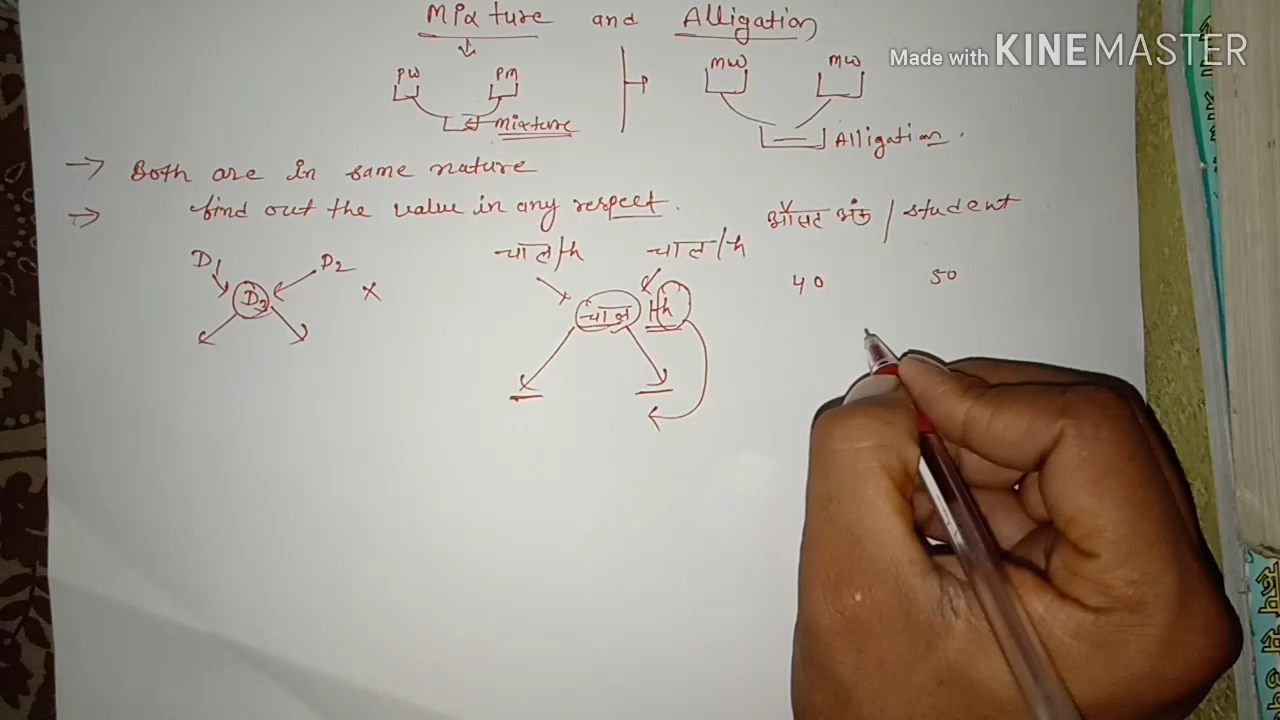 Mixture and Alligation
Made with KINEMASTER
PW PM MW MW
Mixture Alligation.
→ Both are in same nature
→ find out the value in any respect.
औसत अंक / student
चाल/h चाल/h
D1 D2
40 50
D3 x चाल /h